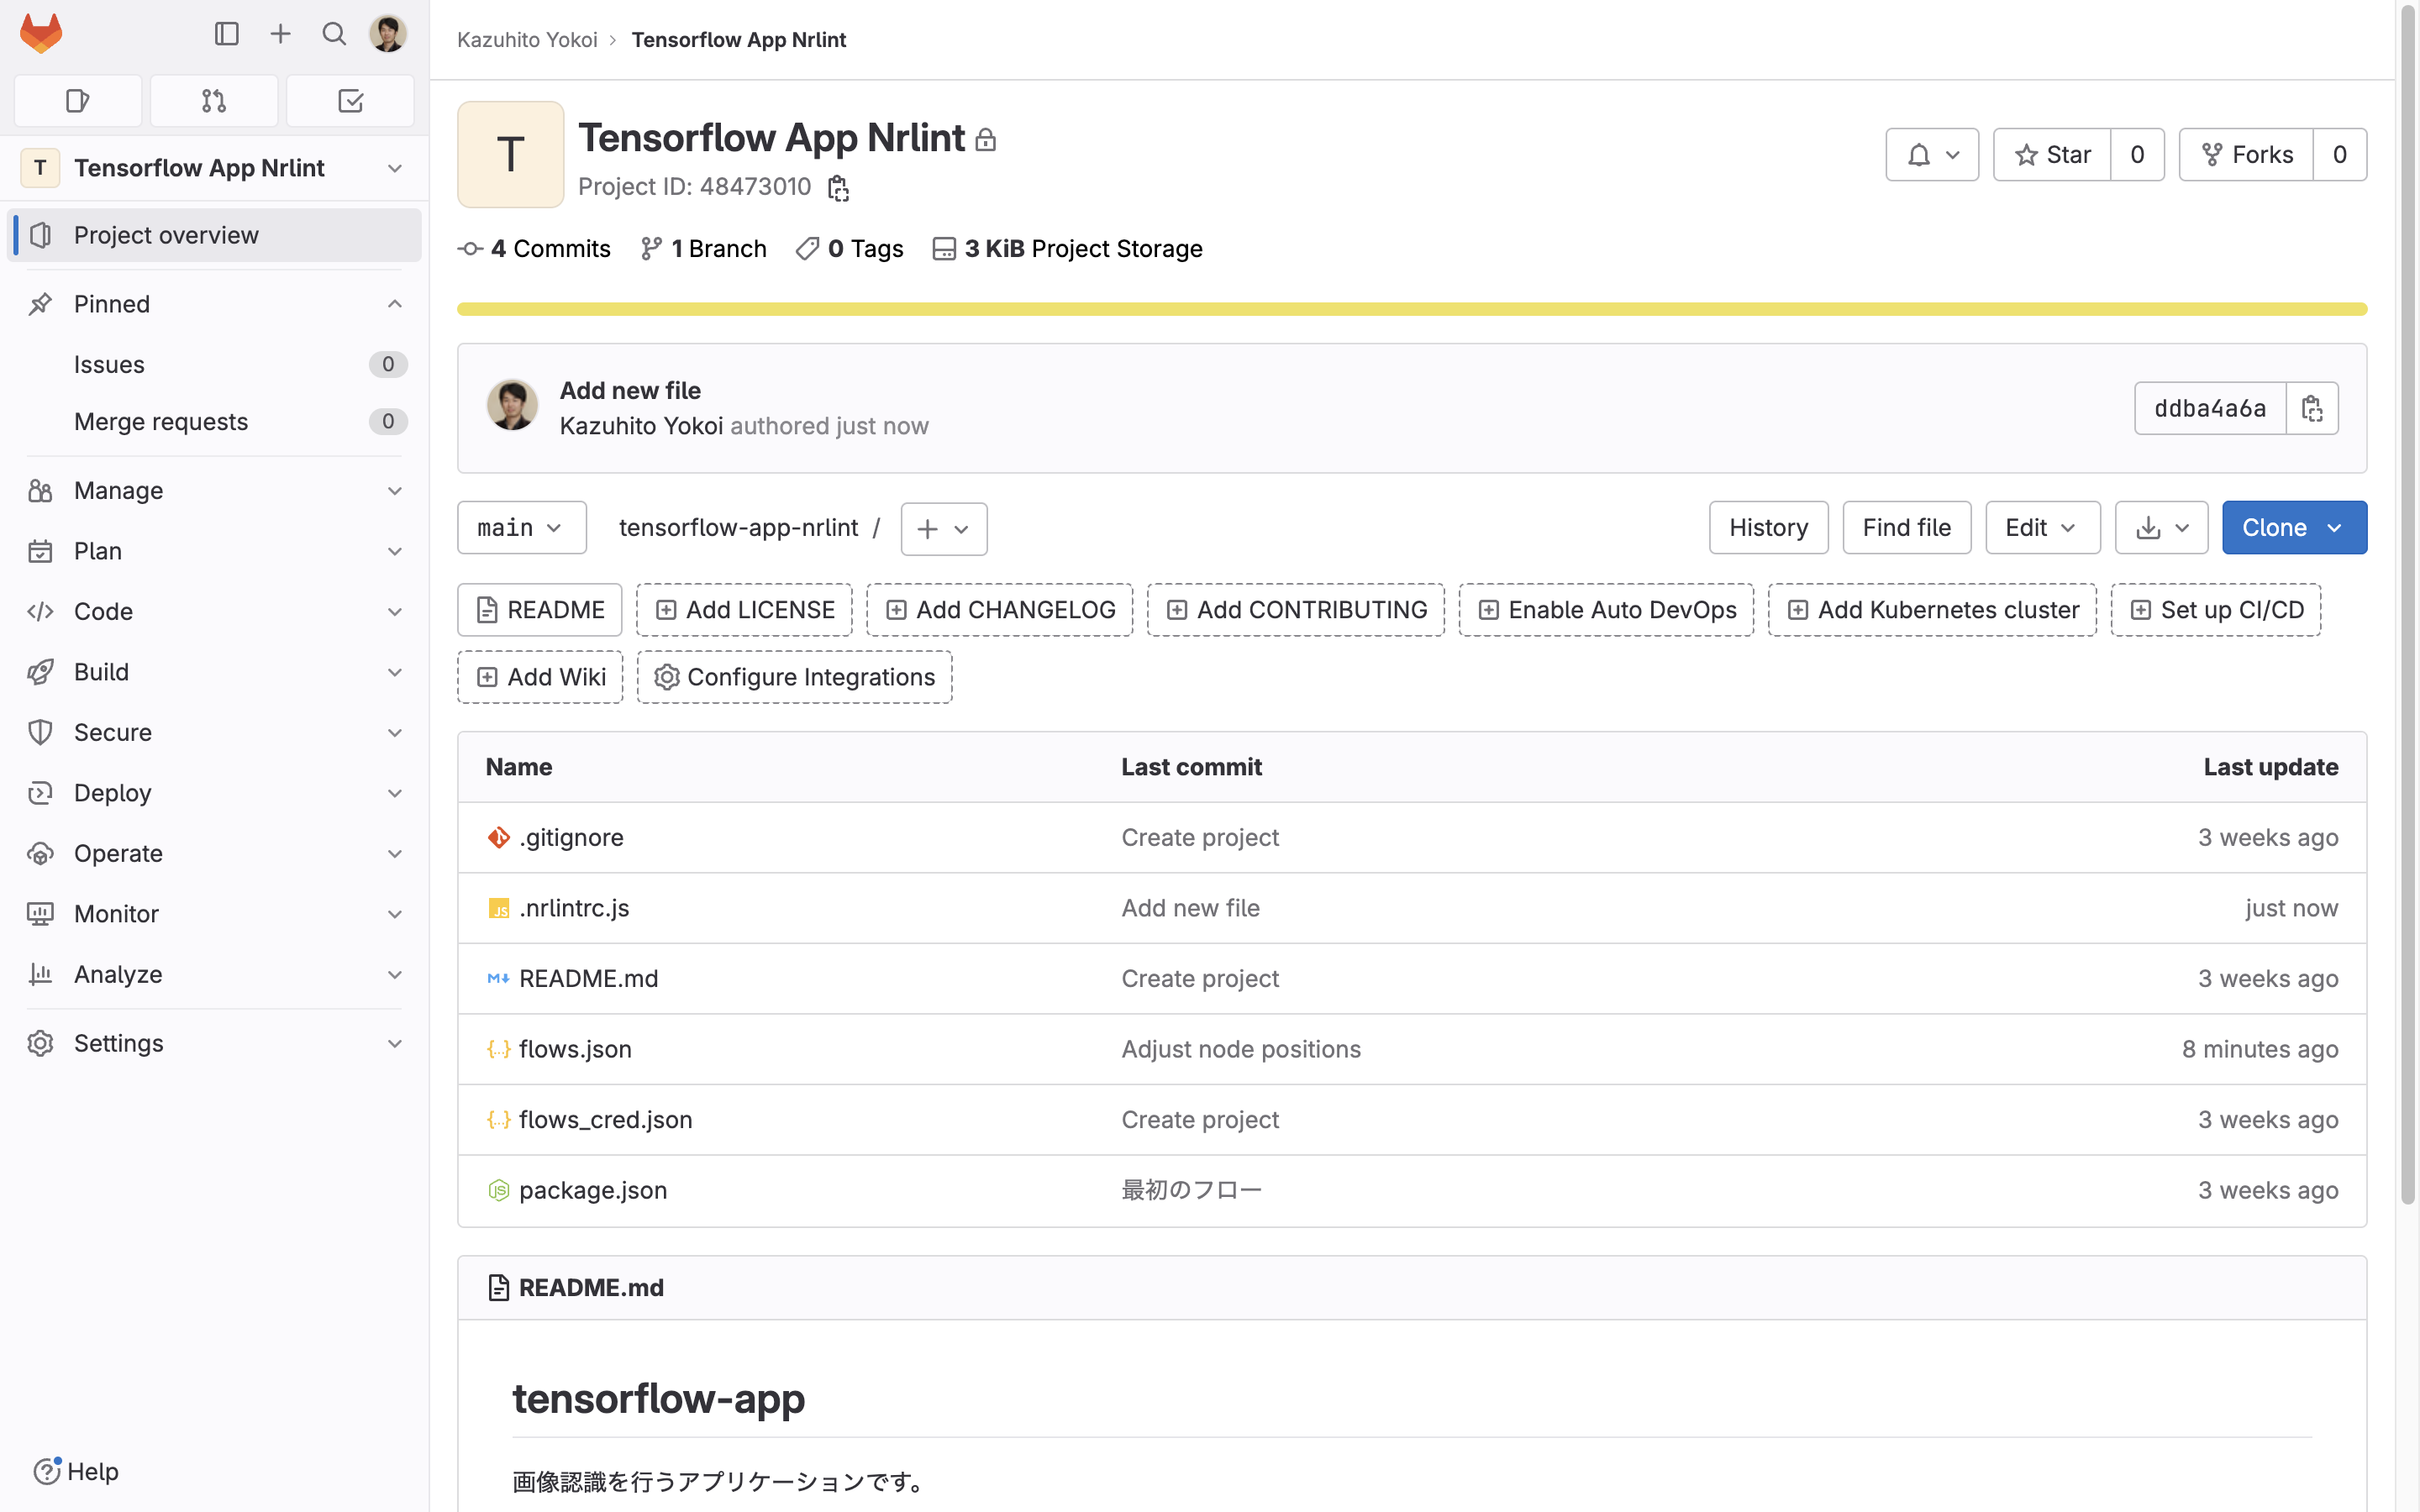 Kazuhito Yokoi › Tensorflow App Nrlint
T Tensorflow App Nrlint
Project overview
Pinned
Issues 0
Merge requests 0
Manage
Plan
Code
Build
Secure
Deploy
Operate
Monitor
Analyze
Settings
Help
T
Tensorflow App Nrlint
Project ID: 48473010
Star 0
Forks 0
4 Commits 1 Branch 0 Tags 3 KiB Project Storage
Add new file
Kazuhito Yokoi authored just now
ddba4a6a
main tensorflow-app-nrlint / +
History Find file Edit Clone
README Add LICENSE Add CHANGELOG Add CONTRIBUTING Enable Auto DevOps Add Kubernetes cluster Set up CI/CD
Add Wiki Configure Integrations
Name Last commit Last update
.gitignore Create project 3 weeks ago
JS .nrlintrc.js Add new file just now
M README.md Create project 3 weeks ago
{...} flows.json Adjust node positions 8 minutes ago
{...} flows_cred.json Create project 3 weeks ago
JS package.json 最初のフロー 3 weeks ago
README.md
tensorflow-app
画像認識を行うアプリケーションです。